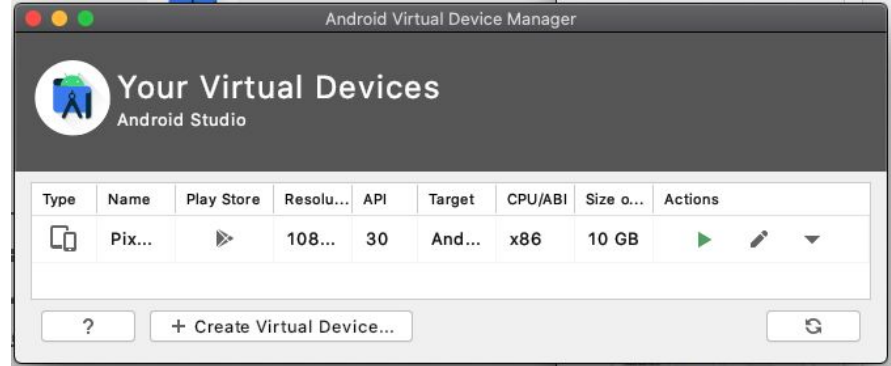 Android Virtual Device Manager
Your Virtual Devices
Android Studio
Type Name Play Store Resolu... API Target CPU/ABI Size o... Actions
Pix... 108... 30 And... x86 10 GB
? + Create Virtual Device...